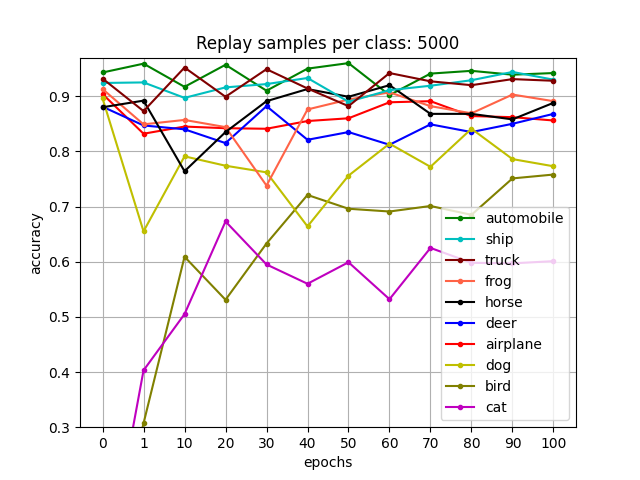 Replay samples per class: 5000
accuracy
0.9
0.8
0.7
0.6
0.5
0.4
0.3
automobile
ship
truck
frog
horse
deer
airplane
dog
bird
cat
0 1 10 20 30 40 50 60 70 80 90 100
epochs